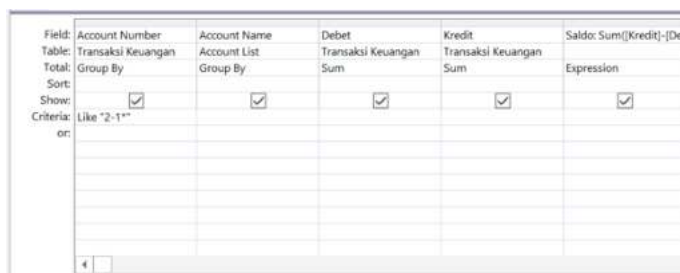 Field: Account Number Account Name Debet Kredit Saldo: Sum([Kredit]-[De
Table: Transaksi Keuangan Account List Transaksi Keuangan Transaksi Keuangan
Total: Group By Group By Sum Sum Expression
Sort:
Show:
Criteria: Like "2-1*"
or: